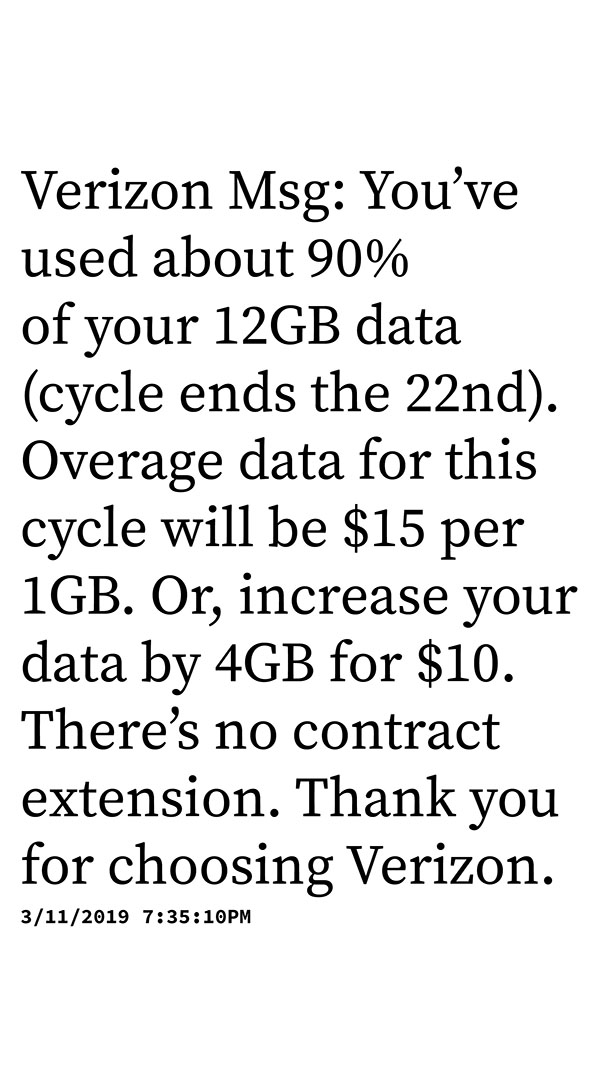 Verizon Msg: You’ve
used about 90%
of your 12GB data
(cycle ends the 22nd).
Overage data for this
cycle will be $15 per
1GB. Or, increase your
data by 4GB for $10.
There’s no contract
extension. Thank you
for choosing Verizon.
3/11/2019 7:35:10PM